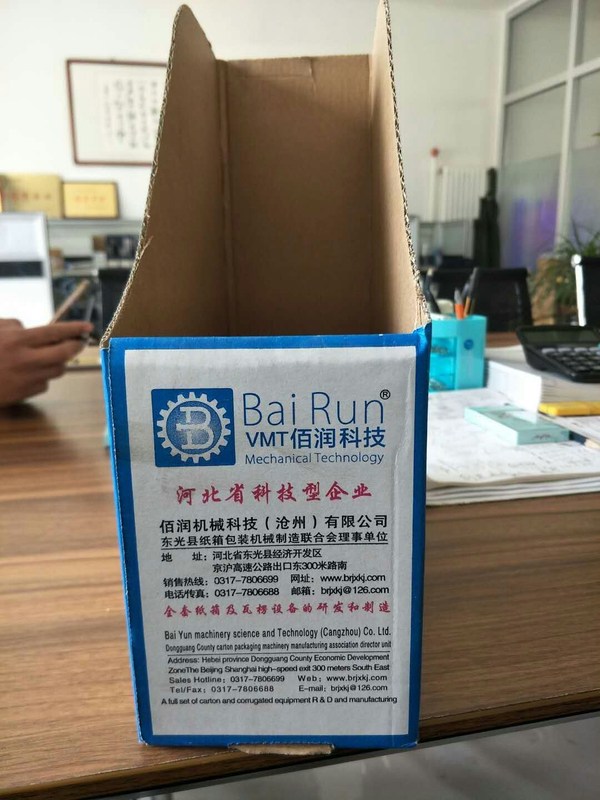 Bai Run®
VMT佰润科技
Mechanical Technology
河北省科技型企业
佰润机械科技（沧州）有限公司
东光县纸箱包装机械制造联合会理事单位
地 址：河北省东光县经济开发区
京沪高速公路出口东300米路南
销售热线：0317-7806699 网址：www.brjxkj.com
电话/传真：0317-7806688 邮箱：brjxkj@126.com
全套纸箱及瓦楞设备的研发和制造
Bai Yun machinery science and Technology (Cangzhou) Co. Ltd.
Dongguang County carton packaging machinery manufacturing association director unit
Address: Hebei province Dongguang County Economic Development
ZoneThe Beijing Shanghai high-speed exit 300 meters South East
Sales Hotline：0317-7806699 Web：www.brjxkj.com
Tel/Fax：0317-7806688 E-mail：brjxkj@126.com
A full set of carton and corrugated equipment R & D and manufacturing